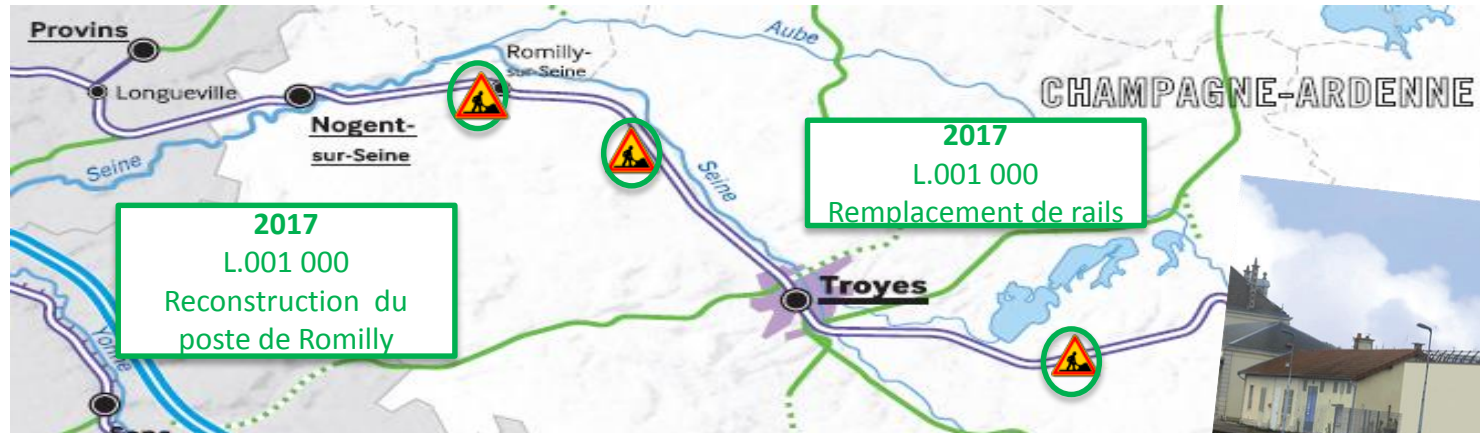 Provins
Longueville
Nogent-
sur-Seine
Romilly-
sur-Seine
Aube
CHAMPAGNE-ARDENNE
Seine
Seine
2017
L.001 000
Remplacement de rails
2017
L.001 000
Reconstruction du
poste de Romilly
Troyes
Yonne
Sens